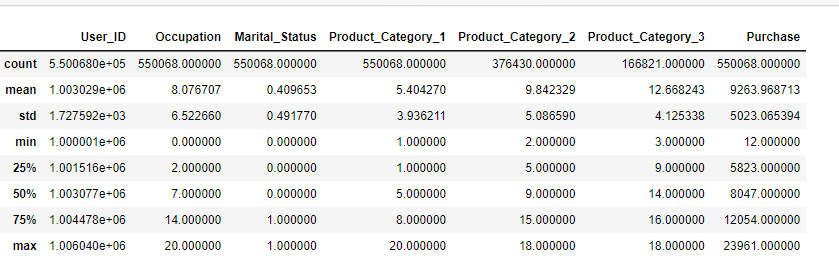 User_ID Occupation Marital_Status Product_Category_1 Product_Category_2 Product_Category_3 Purchase
count 5.500680e+05 550068.000000 550068.000000 550068.000000 376430.000000 166821.000000 550068.000000
mean 1.003029e+06 8.076707 0.409653 5.404270 9.842329 12.668243 9263.968713
std 1.727592e+03 6.522660 0.491770 3.936211 5.086590 4.125338 5023.065394
min 1.000001e+06 0.000000 0.000000 1.000000 2.000000 3.000000 12.000000
25% 1.001516e+06 2.000000 0.000000 1.000000 5.000000 9.000000 5823.000000
50% 1.003077e+06 7.000000 0.000000 5.000000 9.000000 14.000000 8047.000000
75% 1.004478e+06 14.000000 1.000000 8.000000 15.000000 16.000000 12054.000000
max 1.006040e+06 20.000000 1.000000 20.000000 18.000000 18.000000 23961.000000